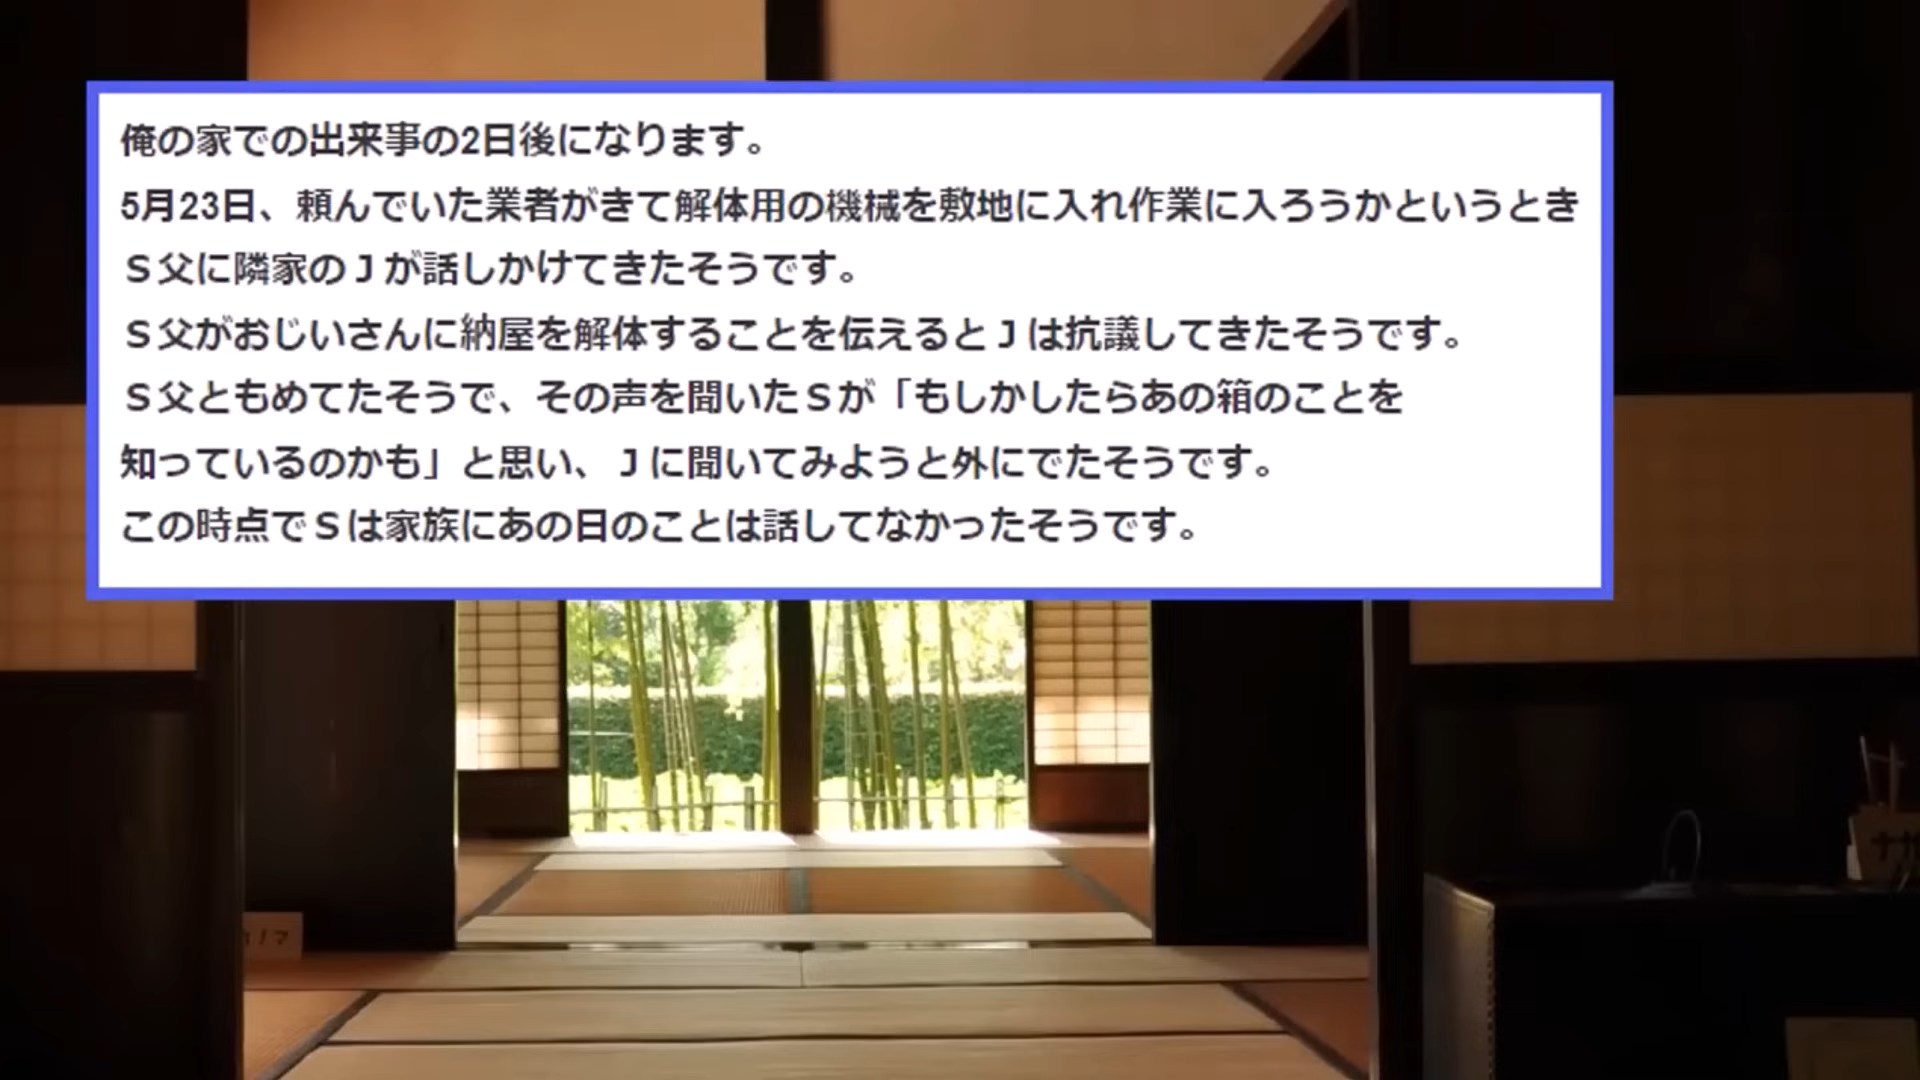 俺の家での出来事の2日後になります。
5月23日、頼んでいた業者がきて解体用の機械を敷地に入れ作業に入ろうかというとき
Ｓ父に隣家のＪが話しかけてきたそうです。
Ｓ父がおじいさんに納屋を解体することを伝えるとＪは抗議してきたそうです。
Ｓ父ともめてたそうで、その声を聞いたＳが「もしかしたらあの箱のことを
知っているのかも」と思い、Ｊに聞いてみようと外にでたそうです。
この時点でＳは家族にあの日のことは話してなかったそうです。
ノマ